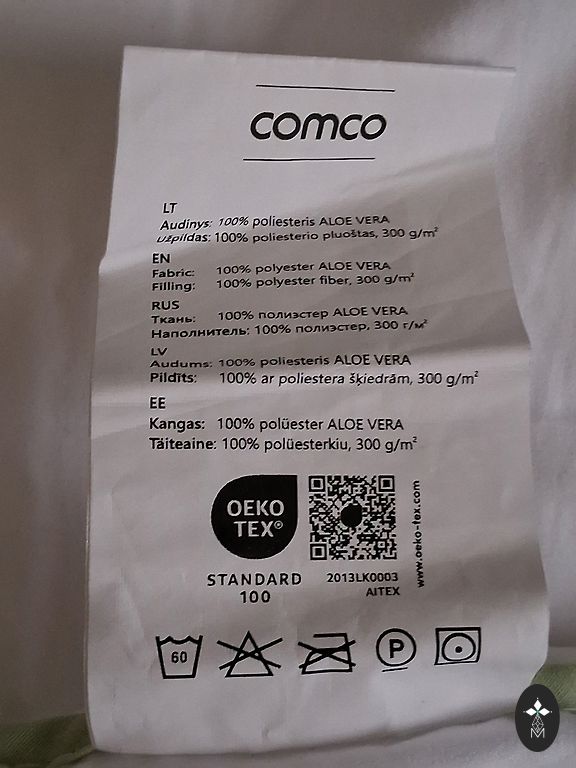 comco
LT
Audinys: 100% poliesteris ALOE VERA
Užpildas: 100% poliesterio pluoštas, 300 g/m²
EN
Fabric: 100% polyester ALOE VERA
Filling: 100% polyester fiber, 300 g/m²
RUS
Ткань: 100% полиэстер ALOE VERA
Наполнитель: 100% полиэстер, 300 г/м²
LV
Audums: 100% poliesteris ALOE VERA
Pildīts: 100% ar poliestera šķiedrām, 300 g/m²
EE
Kangas: 100% polüester ALOE VERA
Täiteaine: 100% polüesterkiu, 300 g/m²
OEKO
TEX®
STANDARD
100
2013LK0003
AITEX
www.oeko-tex.com
60
P
M